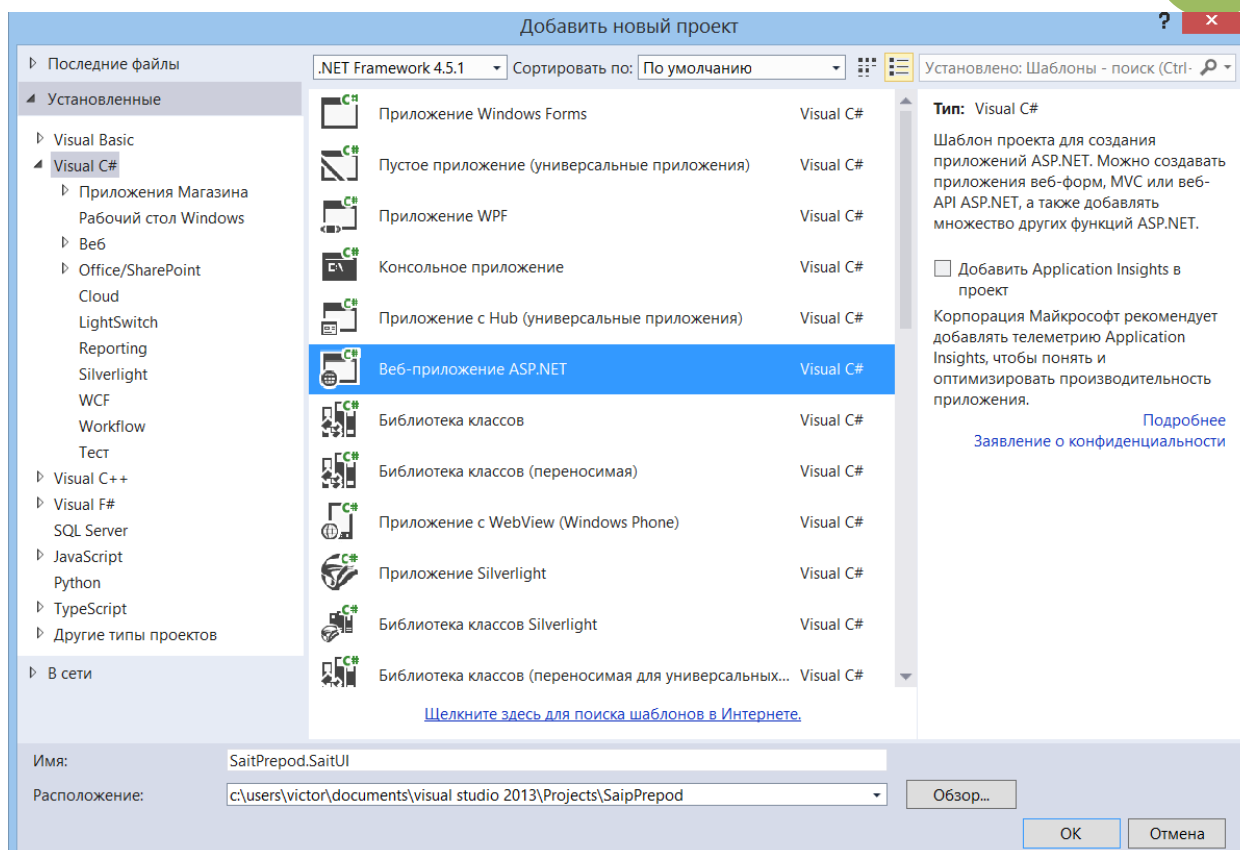 Добавить новый проект
?
Последние файлы
.NET Framework 4.5.1
Сортировать по:
По умолчанию
Установлено: Шаблоны - поиск (Ctrl-
Установленные
Visual Basic
Visual C#
Приложения Магазина
Рабочий стол Windows
Веб
Office/SharePoint
Cloud
LightSwitch
Reporting
Silverlight
WCF
Workflow
Тест
Visual C++
Visual F#
SQL Server
JavaScript
Python
TypeScript
Другие типы проектов
В сети
C# Приложение Windows Forms Visual C#
C# Пустое приложение (универсальные приложения) Visual C#
C# Приложение WPF Visual C#
C# Консольное приложение Visual C#
C# Приложение с Hub (универсальные приложения) Visual C#
C# Веб-приложение ASP.NET Visual C#
C# Библиотека классов Visual C#
C# Библиотека классов (переносимая) Visual C#
C# Приложение с WebView (Windows Phone) Visual C#
C# Приложение Silverlight Visual C#
C# Библиотека классов Silverlight Visual C#
C# Библиотека классов (переносимая для универсальных... Visual C#
Щелкните здесь для поиска шаблонов в Интернете.
Тип: Visual C#
Шаблон проекта для создания
приложений ASP.NET. Можно создавать
приложения веб-форм, MVC или веб-
API ASP.NET, а также добавлять
множество других функций ASP.NET.
Добавить Application Insights в
проект
Корпорация Майкрософт рекомендует
добавлять телеметрию Application
Insights, чтобы понять и
оптимизировать производительность
приложения.
Подробнее
Заявление о конфиденциальности
Имя:
SaitPrepod.SaitUI
Расположение:
c:\users\victor\documents\visual studio 2013\Projects\SaipPrepod
Обзор...
ОК
Отмена